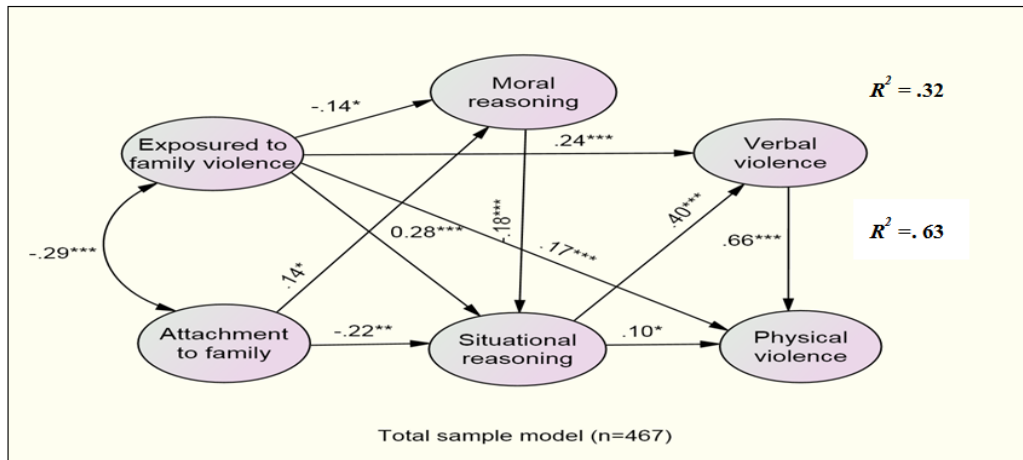 Moral
reasoning
R² = .32
-.14*
Exposured to
family violence
.24***
Verbal
violence
-.18***
.40***
0.28***
.17***
.66***
R² =. 63
-.29***
.14*
Attachment
to family
-.22**
Situational
reasoning
.10*
Physical
violence
Total sample model (n=467)